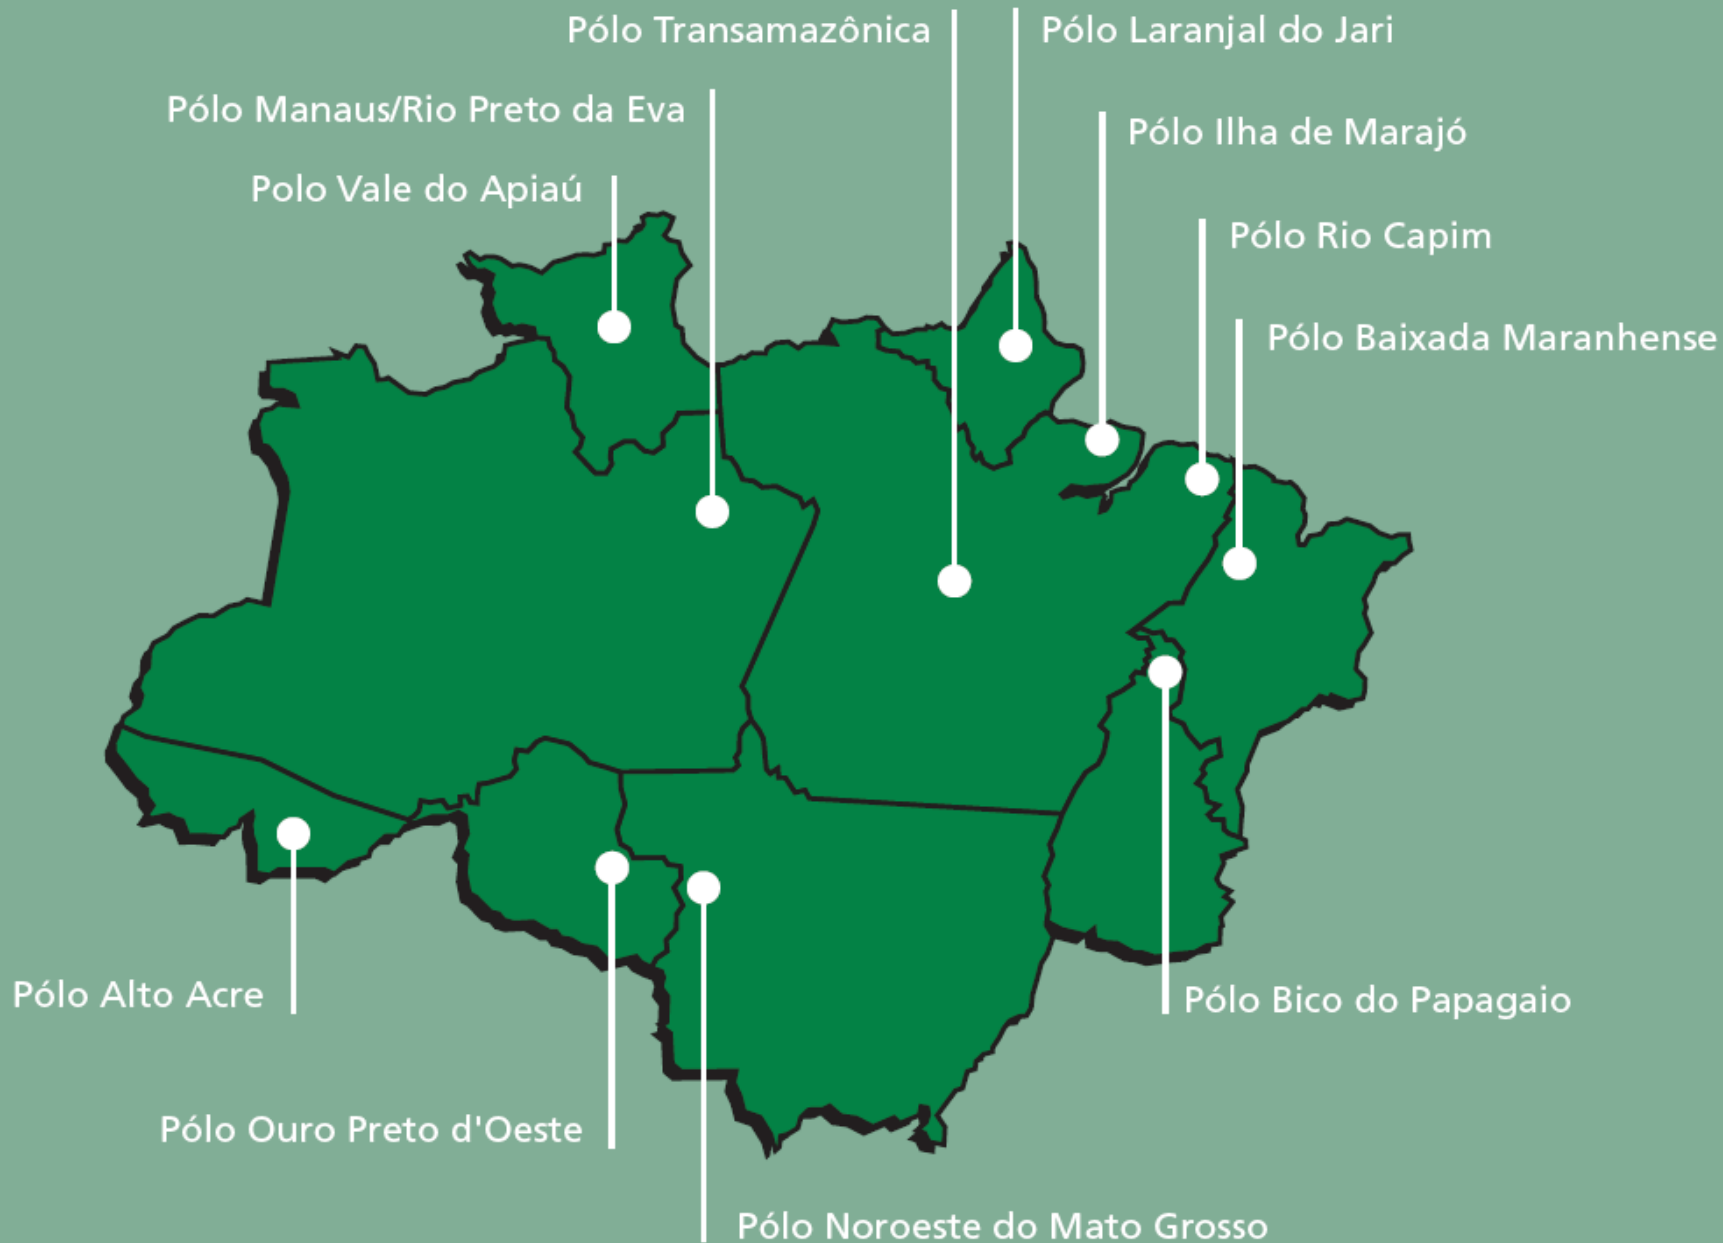 Pólo Transamazônica
Pólo Laranjal do Jari
Pólo Manaus/Rio Preto da Eva
Pólo Ilha de Marajó
Polo Vale do Apiaú
Pólo Rio Capim
Pólo Baixada Maranhense
Pólo Alto Acre
Pólo Bico do Papagaio
Pólo Ouro Preto d'Oeste
Pólo Noroeste do Mato Grosso